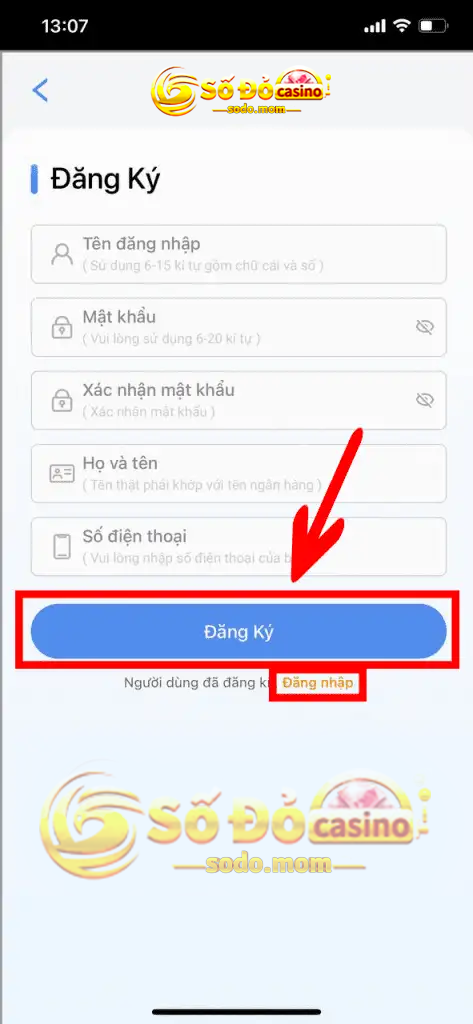 13:07
Số Đỏ casino
sodo.mom
Đăng Ký
Tên đăng nhập
( Sử dụng 6-15 kí tự gồm chữ cái và số )
Mật khẩu
( Vui lòng sử dụng 6-20 kí tự )
Xác nhận mật khẩu
( Xác nhận mật khẩu )
Họ và tên
( Tên thật phải khớp với tên ngân hàng )
Số điện thoại
( Vui lòng nhập số điện thoại của
Đăng Ký
Người dùng đã đăng Đăng nhập
Số Đỏ casino
sodo.mom